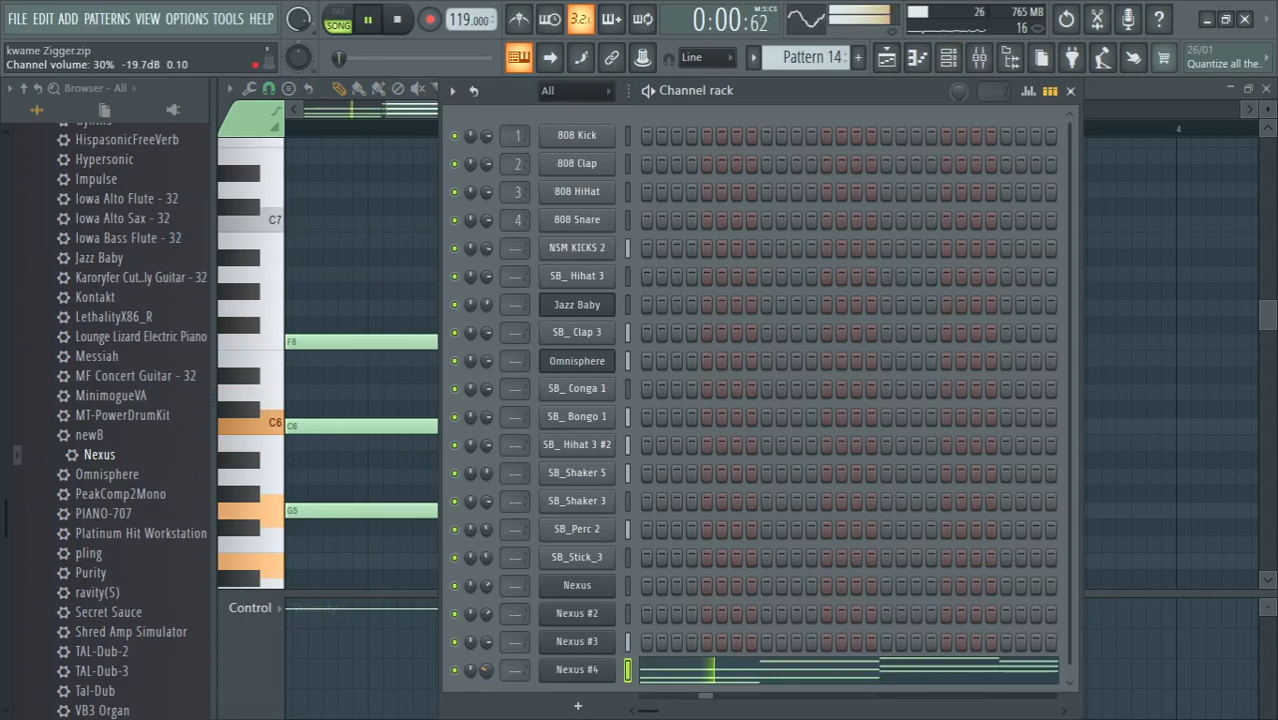 FILE EDIT ADD PATTERNS VIEW OPTIONS TOOLS HELP
PAT
SONG
119.000
3.2
0:00:62
M:S:CS
26
765 MB
16
kwame Zigger.zip
Channel volume: 30% -19.7dB 0.10
Line
Pattern 14
26/01
Quantize all the..
Browser - All
All
Channel rack
HispasonicFreeVerb
Hypersonic
Impulse
Iowa Alto Flute - 32
Iowa Alto Sax - 32
Iowa Bass Flute - 32
Jazz Baby
Karoryfer Cut..ly Guitar - 32
Kontakt
LethalityX86_R
Lounge Lizard Electric Piano
Messiah
MF Concert Guitar - 32
MinimogueVA
MT-PowerDrumKit
newB
Nexus
Omnisphere
PeakComp2Mono
PIANO-707
Platinum Hit Workstation
pling
Purity
ravity(S)
Secret Sauce
Shred Amp Simulator
TAL-Dub-2
TAL-Dub-3
Tal-Dub
VB3 Organ
C7
C6
F6
C6
G5
Control
Velocity
4
1 808 Kick
2 808 Clap
3 808 HiHat
4 808 Snare
--- NSM KICKS 2
--- SB_ Hihat 3
--- Jazz Baby
--- SB_ Clap 3
--- Omnisphere
--- SB_ Conga 1
--- SB_ Bongo 1
--- SB_ Hihat 3 #2
--- SB_Shaker 5
--- SB_Shaker 3
--- SB_Perc 2
--- SB_Stick_3
--- Nexus
--- Nexus #2
--- Nexus #3
--- Nexus #4